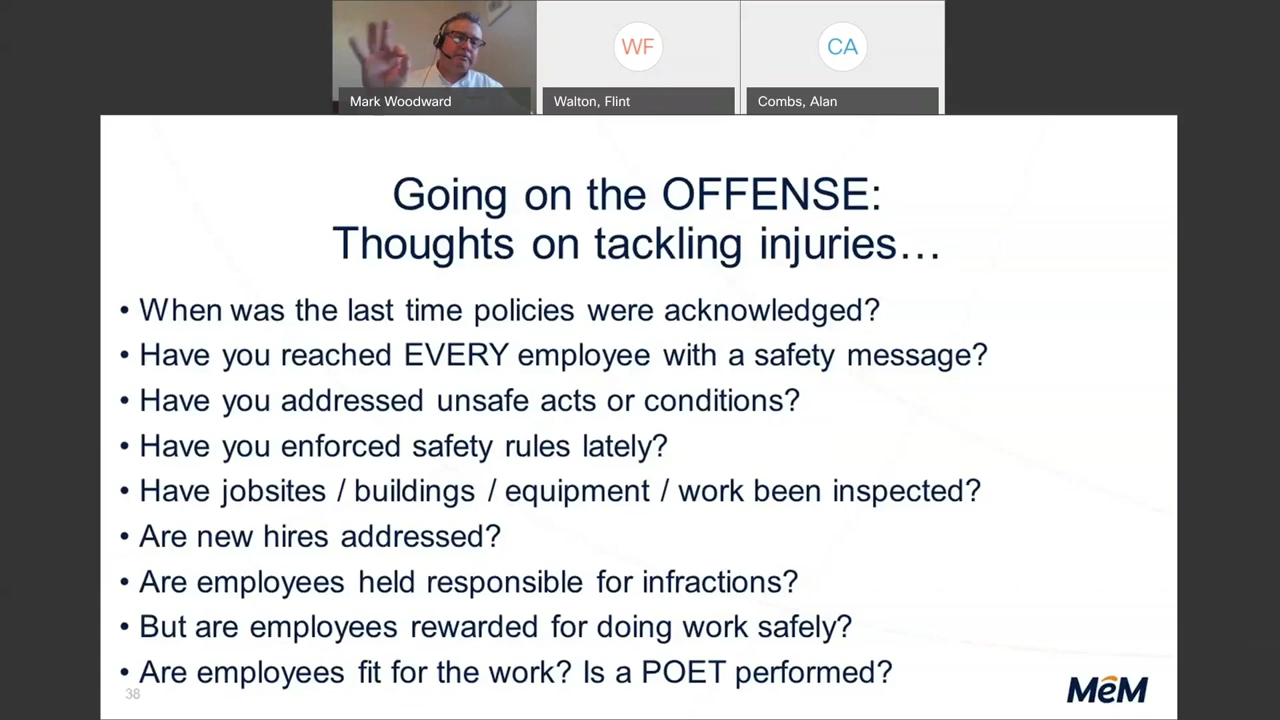 WF
CA
Mark Woodward
Walton, Flint
Combs, Alan
Going on the OFFENSE:
Thoughts on tackling injuries…
• When was the last time policies were acknowledged?
• Have you reached EVERY employee with a safety message?
• Have you addressed unsafe acts or conditions?
• Have you enforced safety rules lately?
• Have jobsites / buildings / equipment / work been inspected?
• Are new hires addressed?
• Are employees held responsible for infractions?
• But are employees rewarded for doing work safely?
• Are employees fit for the work? Is a POET performed?
38
MeM